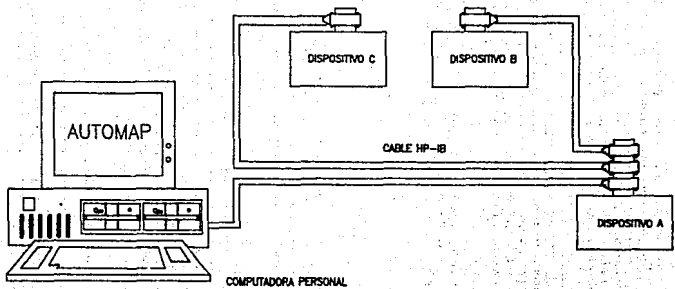 DISPOSITIVO C
DISPOSITIVO B
AUTOMAP
CABLE HP-IB
DISPOSITIVO A
COMPUTADORA PERSONAL